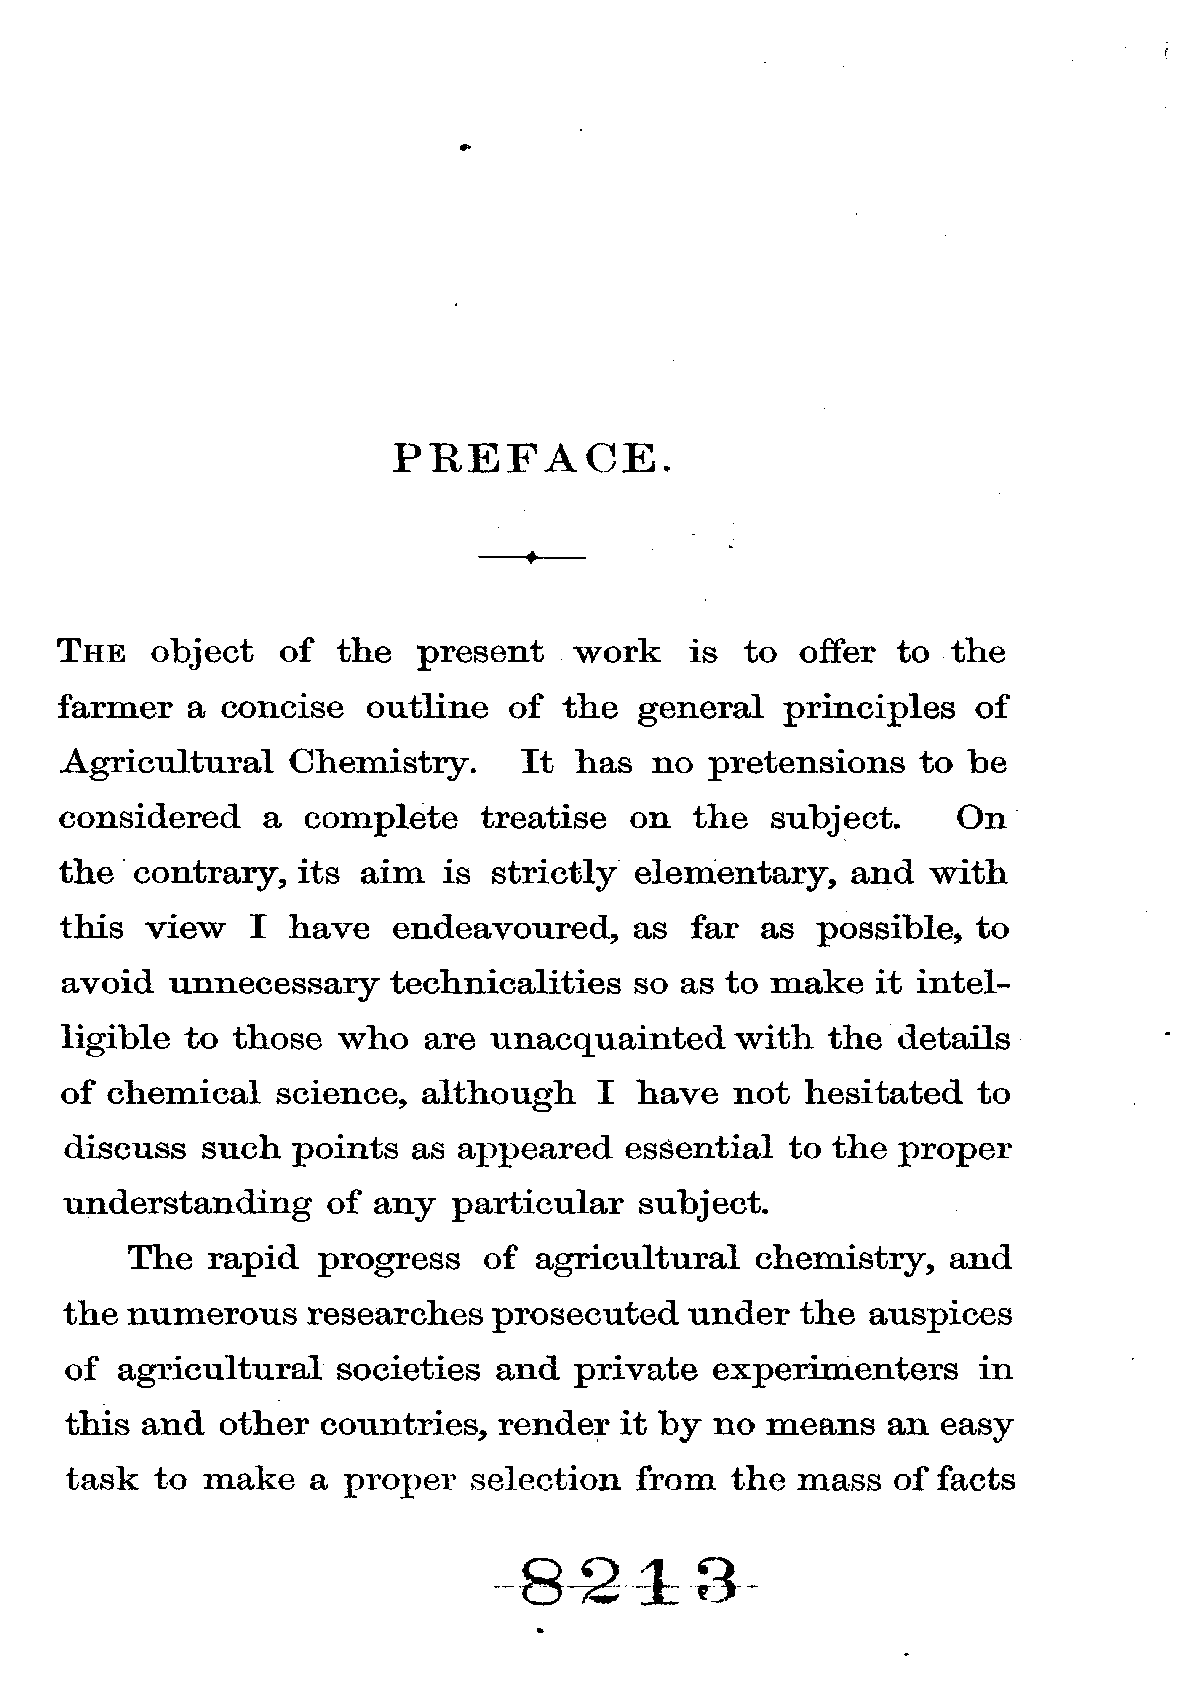 PREFACE.
THE object of the present work is to offer to the
farmer a concise outline of the general principles of
Agricultural Chemistry. It has no pretensions to be
considered a complete treatise on the subject. On
the contrary, its aim is strictly elementary, and with
this view I have endeavoured, as far as possible, to
avoid unnecessary technicalities so as to make it intel-
ligible to those who are unacquainted with the details
of chemical science, although I have not hesitated to
discuss such points as appeared essential to the proper
understanding of any particular subject.
The rapid progress of agricultural chemistry, and
the numerous researches prosecuted under the auspices
of agricultural societies and private experimenters in
this and other countries, render it by no means an easy
task to make a proper selection from the mass of facts
8213